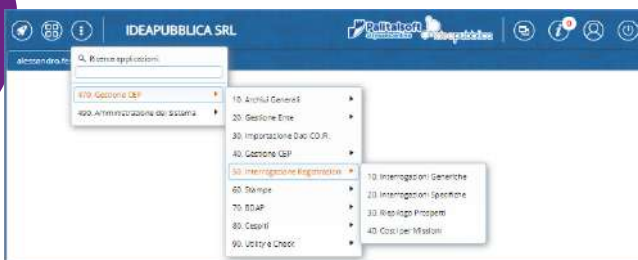 IDEAPUBBLICA SRL
Ricerca applicazioni
470. Gestione CEP
490. Amministrazione del Sistema
10. Archivi Generali
20. Gestione Ente
30. Importazione Dati CO.FI.
40. Gestione CEP
50. Interrogazione Registrazioni
60. Stampe
70. BDAP
80. Cespiti
90. Utility e Check
10. Interrogazioni Generiche
20. Interrogazioni Specifiche
30. Riepilogo Prospetti
40. Costi per Missioni